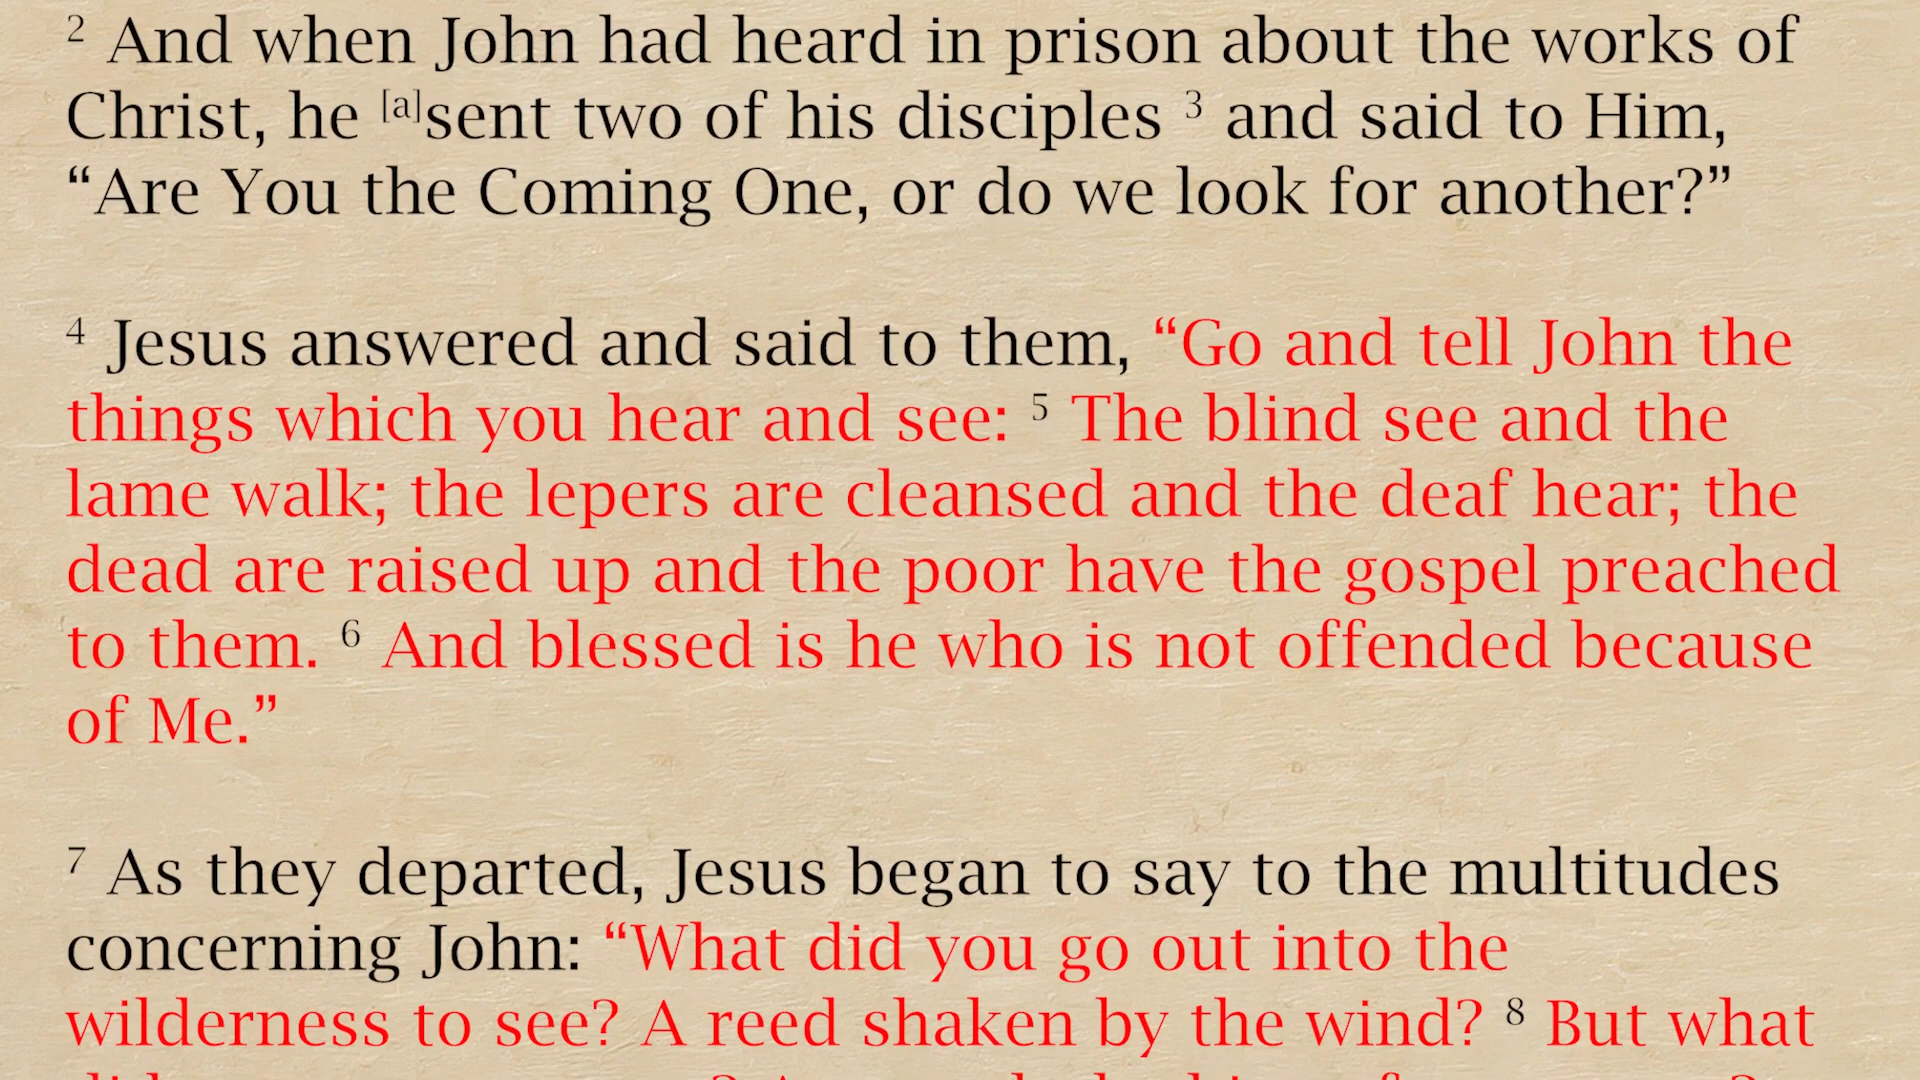 2 And when John had heard in prison about the works of
Christ, he [a]sent two of his disciples 3 and said to Him,
“Are You the Coming One, or do we look for another?”
4 Jesus answered and said to them, “Go and tell John the
things which you hear and see: 5 The blind see and the
lame walk; the lepers are cleansed and the deaf hear; the
dead are raised up and the poor have the gospel preached
to them. 6 And blessed is he who is not offended because
of Me.”
7 As they departed, Jesus began to say to the multitudes
concerning John: “What did you go out into the
wilderness to see? A reed shaken by the wind? 8 But what